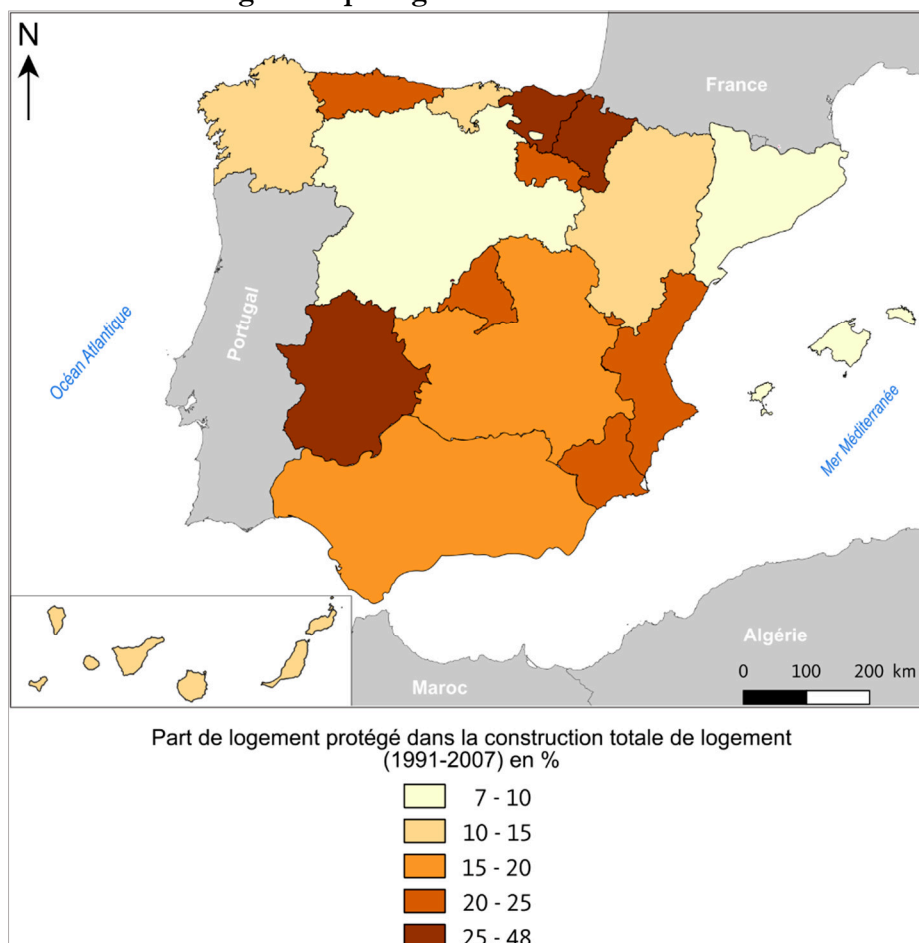 N
France
Portugal
Océan Atlantique
Mer Méditerranée
Algérie
Maroc
0 100 200 km
Part de logement protégé dans la construction totale de logement
(1991-2007) en %
7 - 10
10 - 15
15 - 20
20 - 25
25 - 48